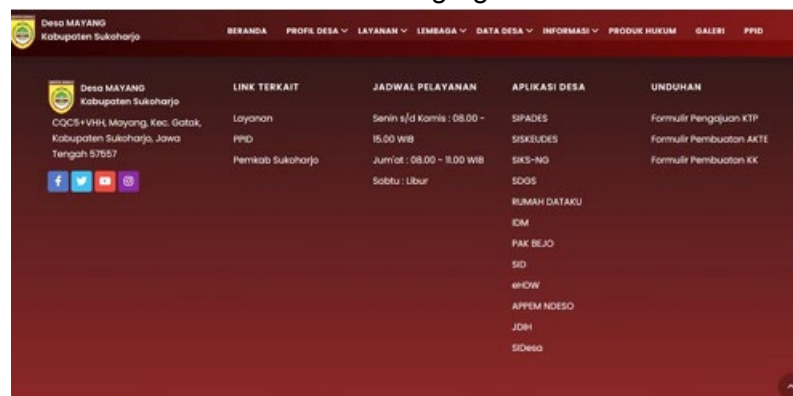 Desa MAYANG
Kabupaten Sukoharjo
BERANDA PROFIL DESA LAYANAN LEMBAGA DATA DESA INFORMASI PRODUK HUKUM GALERI PPID
Desa MAYANG
Kabupaten Sukoharjo
CQC5+VHH, Mayang, Kec. Gatak,
Kabupaten Sukoharjo, Jawa
Tengah 57557
LINK TERKAIT
Layanan
PPID
Pemkab Sukoharjo
JADWAL PELAYANAN
Senin s/d Kamis : 08.00 -
15.00 WIB
Jum'at : 08.00 - 11.00 WIB
Sabtu : Libur
APLIKASI DESA
SIPADES
SISKEUDES
SIKS-NG
SDGS
RUMAH DATAKU
IDM
PAK BEJO
SID
eHDW
APPEM NDESO
JDIH
SIDesa
UNDUHAN
Formulir Pengajuan KTP
Formulir Pembuatan AKTE
Formulir Pembuatan KK